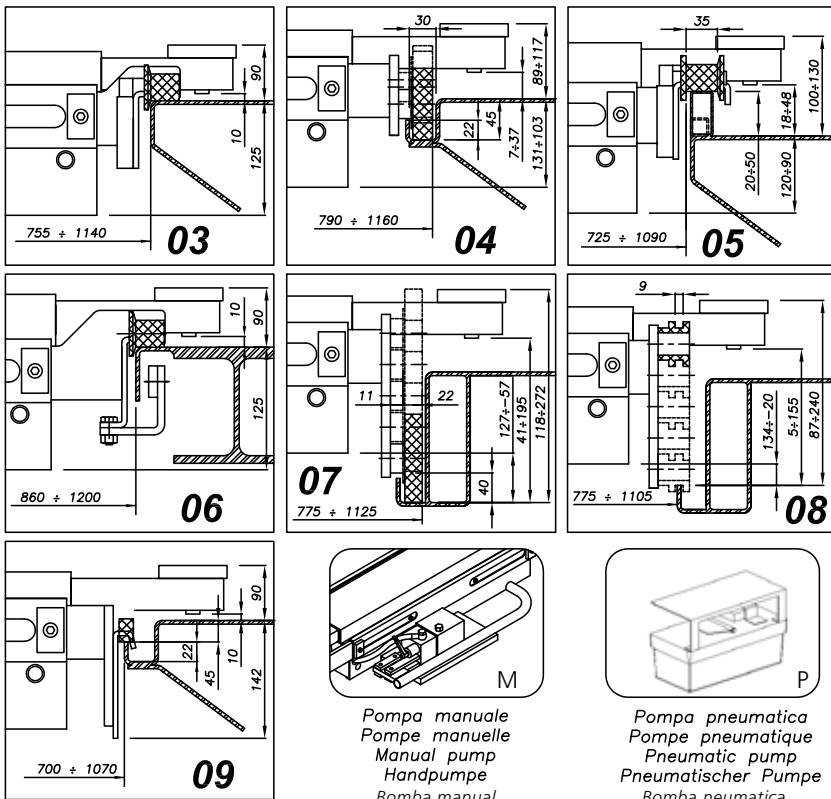 90
10
125
755 ÷ 1140
03
30
89÷117
22
45
7÷37
131÷103
790 ÷ 1160
04
35
100÷130
18÷48
20÷50
120÷90
725 ÷ 1090
05
10
90
125
860 ÷ 1200
06
11
22
127÷-57
41÷195
118÷272
40
07
775 ÷ 1125
9
134÷-20
5÷155
87÷240
775 ÷ 1105
08
90
22
45
10
142
700 ÷ 1070
09
M
Pompa manuale
Pompe manuelle
Manual pump
Handpumpe
Bomba manual
P
Pompa pneumatica
Pompe pneumatique
Pneumatic pump
Pneumatischer Pumpe
Bomba neumatica